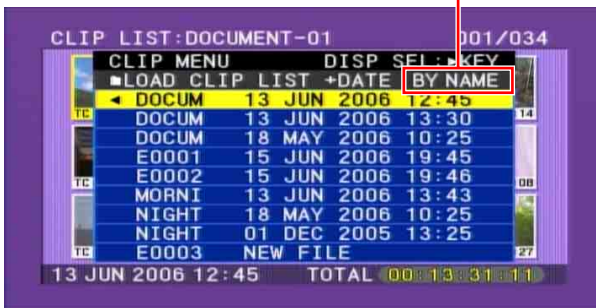 CLIP LIST:DOCUMENT-01 001/034
CLIP MENU DISP SEL:►KEY
LOAD CLIP LIST +DATE BY NAME
◄ DOCUM 13 JUN 2006 12:45
DOCUM 13 JUN 2006 13:30
DOCUM 18 MAY 2006 10:25
E0001 15 JUN 2006 19:45
E0002 15 JUN 2006 19:46
MORNI 13 JUN 2006 13:43
NIGHT 18 MAY 2006 10:25
NIGHT 01 DEC 2005 13:25
E0003 NEW FILE
TC 14
TC 08
TC 27
13 JUN 2006 12:45 TOTAL 00:13:31:11